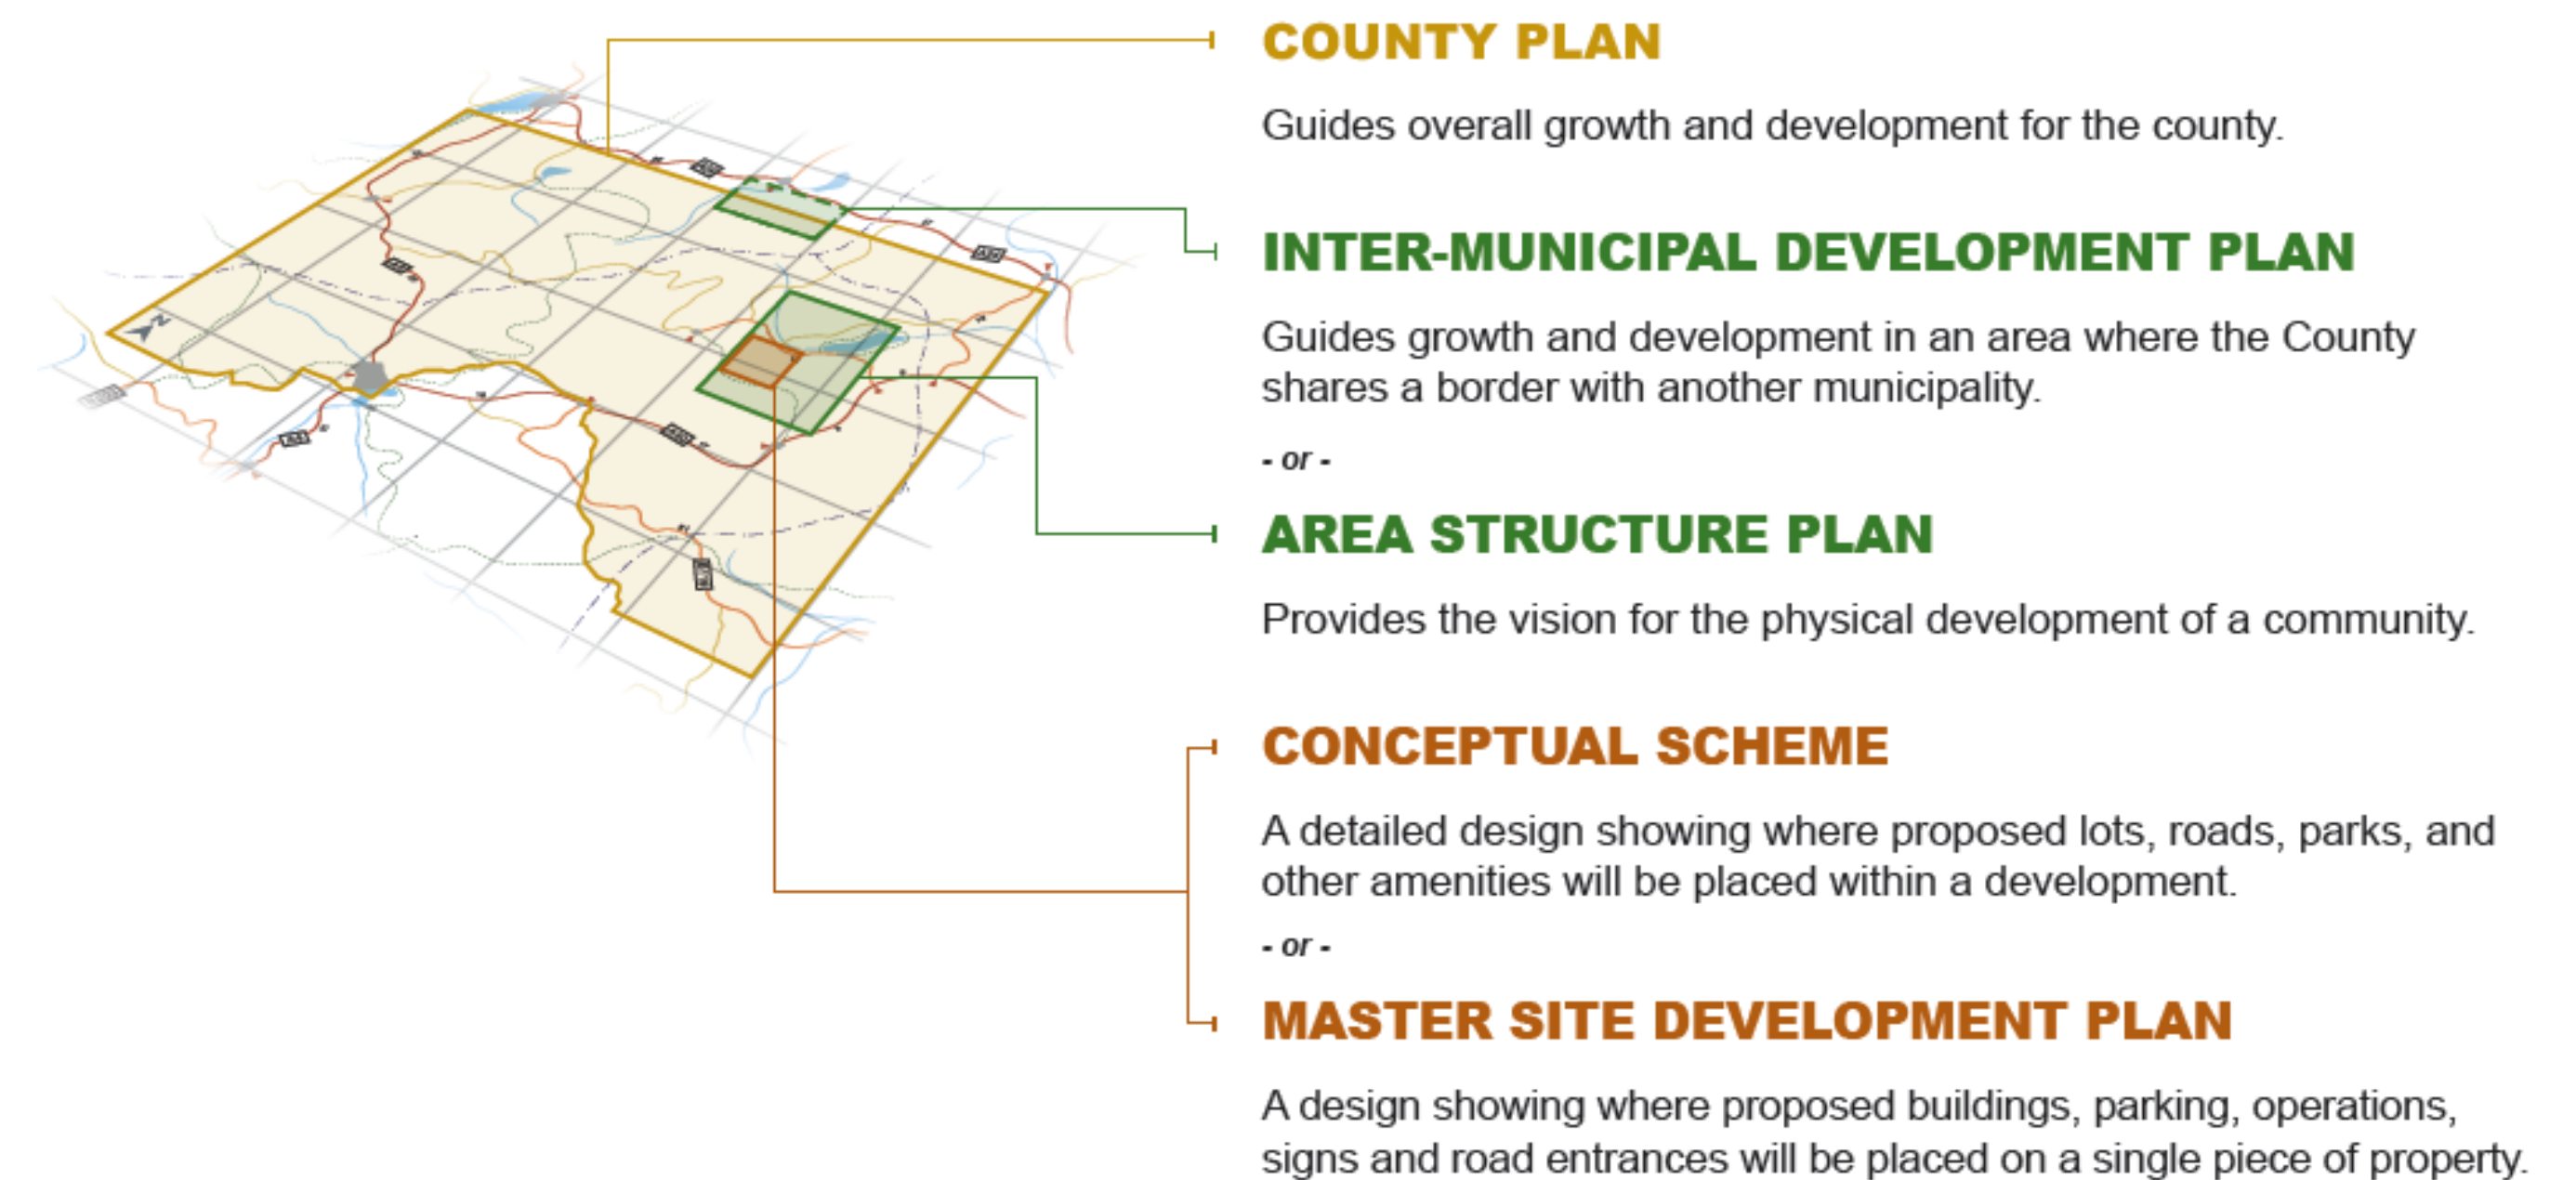 COUNTY PLAN
Guides overall growth and development for the county.
INTER-MUNICIPAL DEVELOPMENT PLAN
Guides growth and development in an area where the County
shares a border with another municipality.
- or -
AREA STRUCTURE PLAN
Provides the vision for the physical development of a community.
CONCEPTUAL SCHEME
A detailed design showing where proposed lots, roads, parks, and
other amenities will be placed within a development.
- or -
MASTER SITE DEVELOPMENT PLAN
A design showing where proposed buildings, parking, operations,
signs and road entrances will be placed on a single piece of property.
N